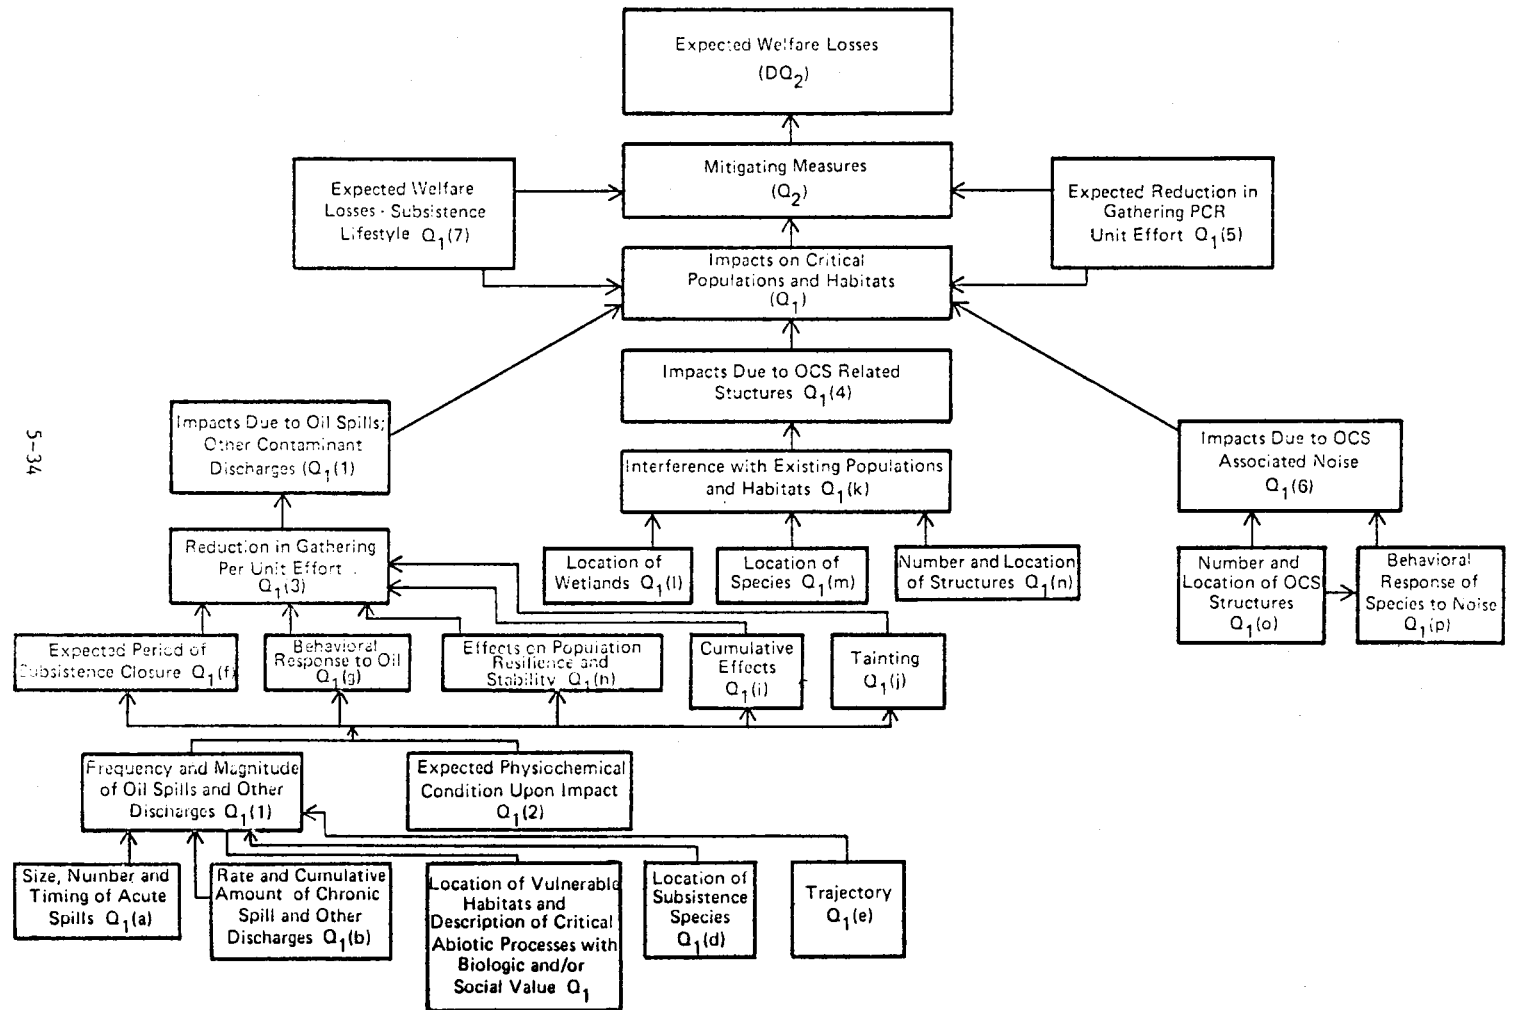 Expected Welfare Losses
(DQ2)
Mitigating Measures
(Q2)
Expected Welfare
Losses - Subsistence
Lifestyle Q1(7)
Expected Reduction in
Gathering PCR
Unit Effort Q1(5)
Impacts on Critical
Populations and Habitats
(Q1)
Impacts Due to OCS Related
Stuctures Q1(4)
Impacts Due to Oil Spills;
Other Contaminant
Discharges (Q1(1)
Interference with Existing Populations
and Habitats Q1(k)
Impacts Due to OCS
Associated Noise
Q1(6)
5-34
Reduction in Gathering
Per Unit Effort
Q1(3)
Location of
Wetlands Q1(l)
Location of
Species Q1(m)
Number and Location
of Structures Q1(n)
Number and
Location of OCS
Structures
Q1(o)
Behavioral
Response of
Species to Noise
Q1(p)
Expected Period of
Subsistence Closure Q1(f)
Behavioral
Response to Oil
Q1(g)
Effects on Population
Resilience and
Stability Q1(h)
Cumulative
Effects
Q1(i)
Tainting
Q1(j)
Frequency and Magnitude
of Oil Spills and Other
Discharges Q1(1)
Expected Physiochemical
Condition Upon Impact
Q1(2)
Size, Number and
Timing of Acute
Spills Q1(a)
Rate and Cumulative
Amount of Chronic
Spill and Other
Discharges Q1(b)
Location of Vulnerable
Habitats and
Description of Critical
Abiotic Processes with
Biologic and/or
Social Value Q1
Location of
Subsistence
Species
Q1(d)
Trajectory
Q1(e)